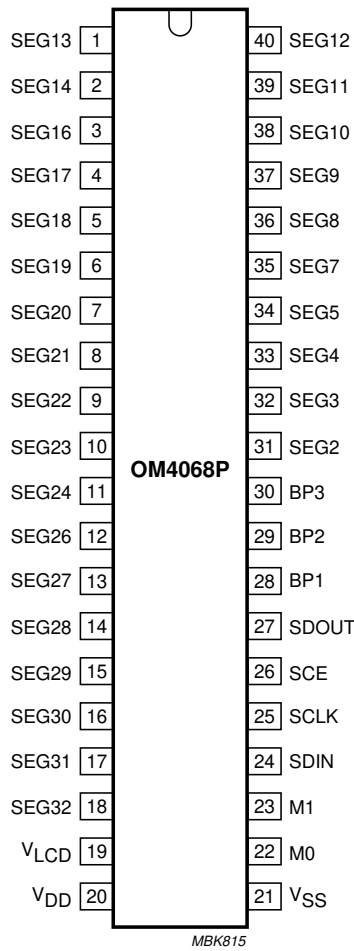 SEG13 1 40 SEG12
SEG14 2 39 SEG11
SEG16 3 38 SEG10
SEG17 4 37 SEG9
SEG18 5 36 SEG8
SEG19 6 35 SEG7
SEG20 7 34 SEG5
SEG21 8 33 SEG4
SEG22 9 32 SEG3
SEG23 10 31 SEG2
OM4068P
SEG24 11 30 BP3
SEG26 12 29 BP2
SEG27 13 28 BP1
SEG28 14 27 SDOUT
SEG29 15 26 SCE
SEG30 16 25 SCLK
SEG31 17 24 SDIN
SEG32 18 23 M1
VLCD 19 22 M0
VDD 20 21 VSS
MBK815